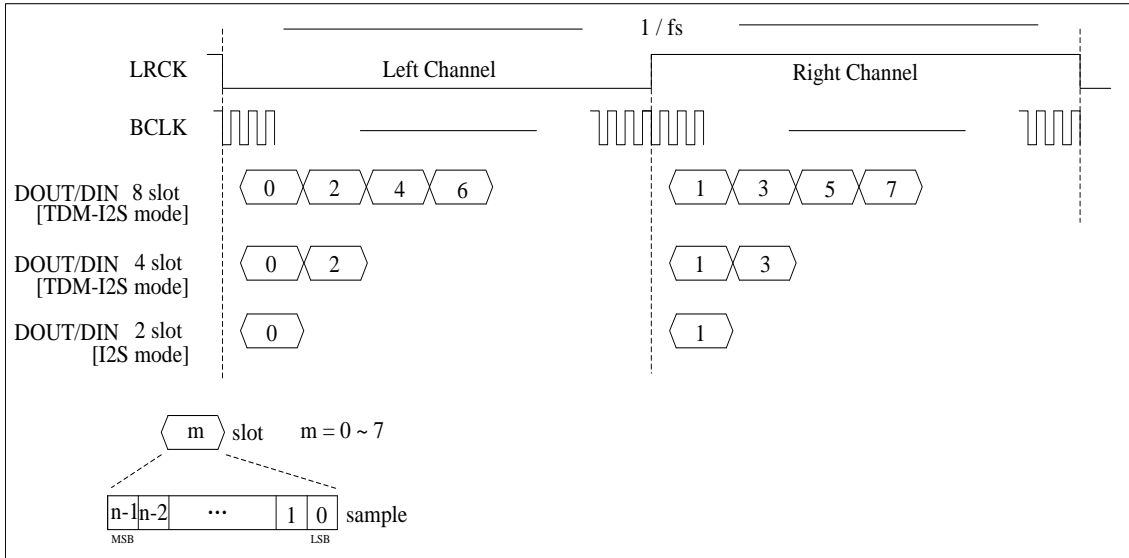 1 / fs
LRCK Left Channel Right Channel
BCLK
DOUT/DIN 8 slot 0 2 4 6 1 3 5 7
[TDM-I2S mode]
DOUT/DIN 4 slot 0 2 1 3
[TDM-I2S mode]
DOUT/DIN 2 slot 0 1
[I2S mode]
m slot m = 0 ~ 7
n-1 n-2 ... 1 0 sample
MSB LSB